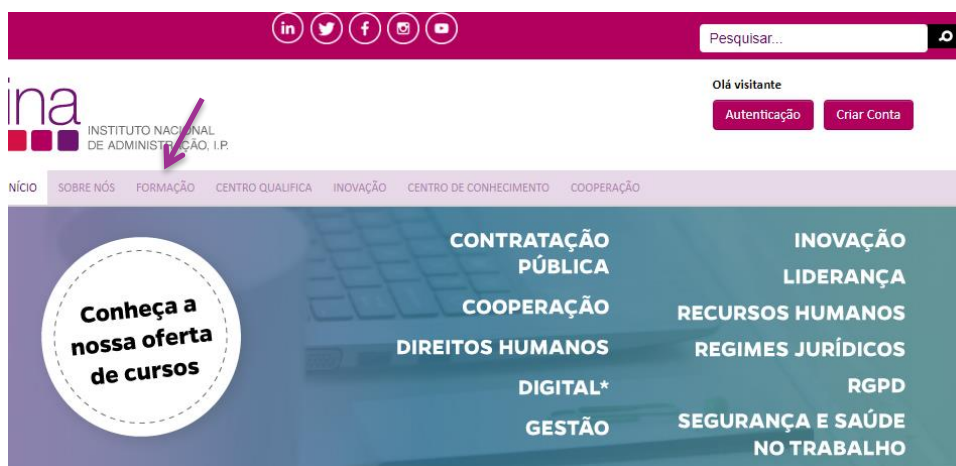 in
f
Pesquisar...
ina
INSTITUTO NACIONAL
DE ADMINISTRAÇÃO, I.P.
Olá visitante
Autenticação
Criar Conta
NÍCIO
SOBRE NÓS
FORMAÇÃO
CENTRO QUALIFICA
INOVAÇÃO
CENTRO DE CONHECIMENTO
COOPERAÇÃO
Conheça a
nossa oferta
de cursos
CONTRATAÇÃO
PÚBLICA
COOPERAÇÃO
DIREITOS HUMANOS
DIGITAL*
GESTÃO
INOVAÇÃO
LIDERANÇA
RECURSOS HUMANOS
REGIMES JURÍDICOS
RGPD
SEGURANÇA E SAÚDE
NO TRABALHO